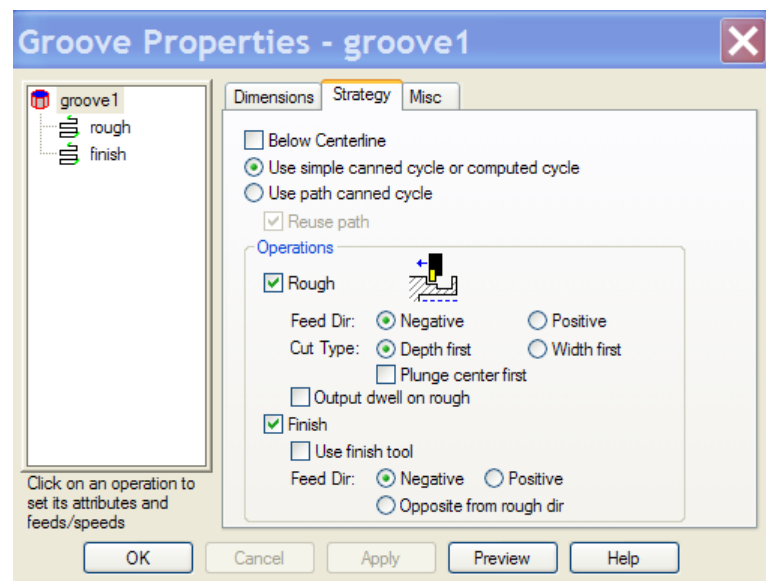 Groove Properties - groove1
groove1
rough
finish
Click on an operation to
set its attributes and
feeds/speeds
Dimensions Strategy Misc
Below Centerline
Use simple canned cycle or computed cycle
Use path canned cycle
Reuse path
Operations
Rough
Feed Dir: Negative Positive
Cut Type: Depth first Width first
Plunge center first
Output dwell on rough
Finish
Use finish tool
Feed Dir: Negative Positive
Opposite from rough dir
OK Cancel Apply Preview Help